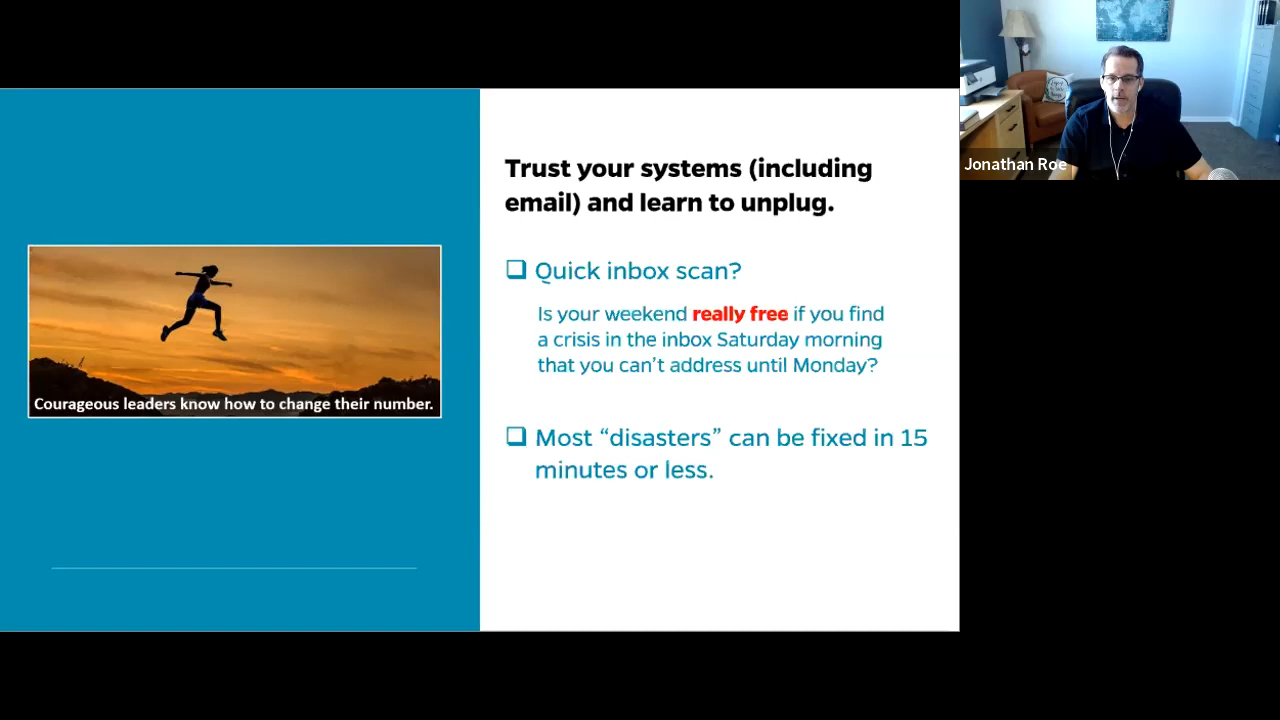 Trust your systems (including
email) and learn to unplug.
Quick inbox scan?
Is your weekend really free if you find
a crisis in the inbox Saturday morning
that you can’t address until Monday?
Most “disasters” can be fixed in 15
minutes or less.
Courageous leaders know how to change their number.
Jonathan Roe